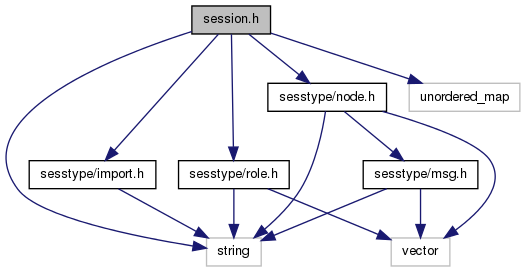 session.h
sesstype/node.h
unordered_map
sesstype/import.h
sesstype/role.h
sesstype/msg.h
string
vector